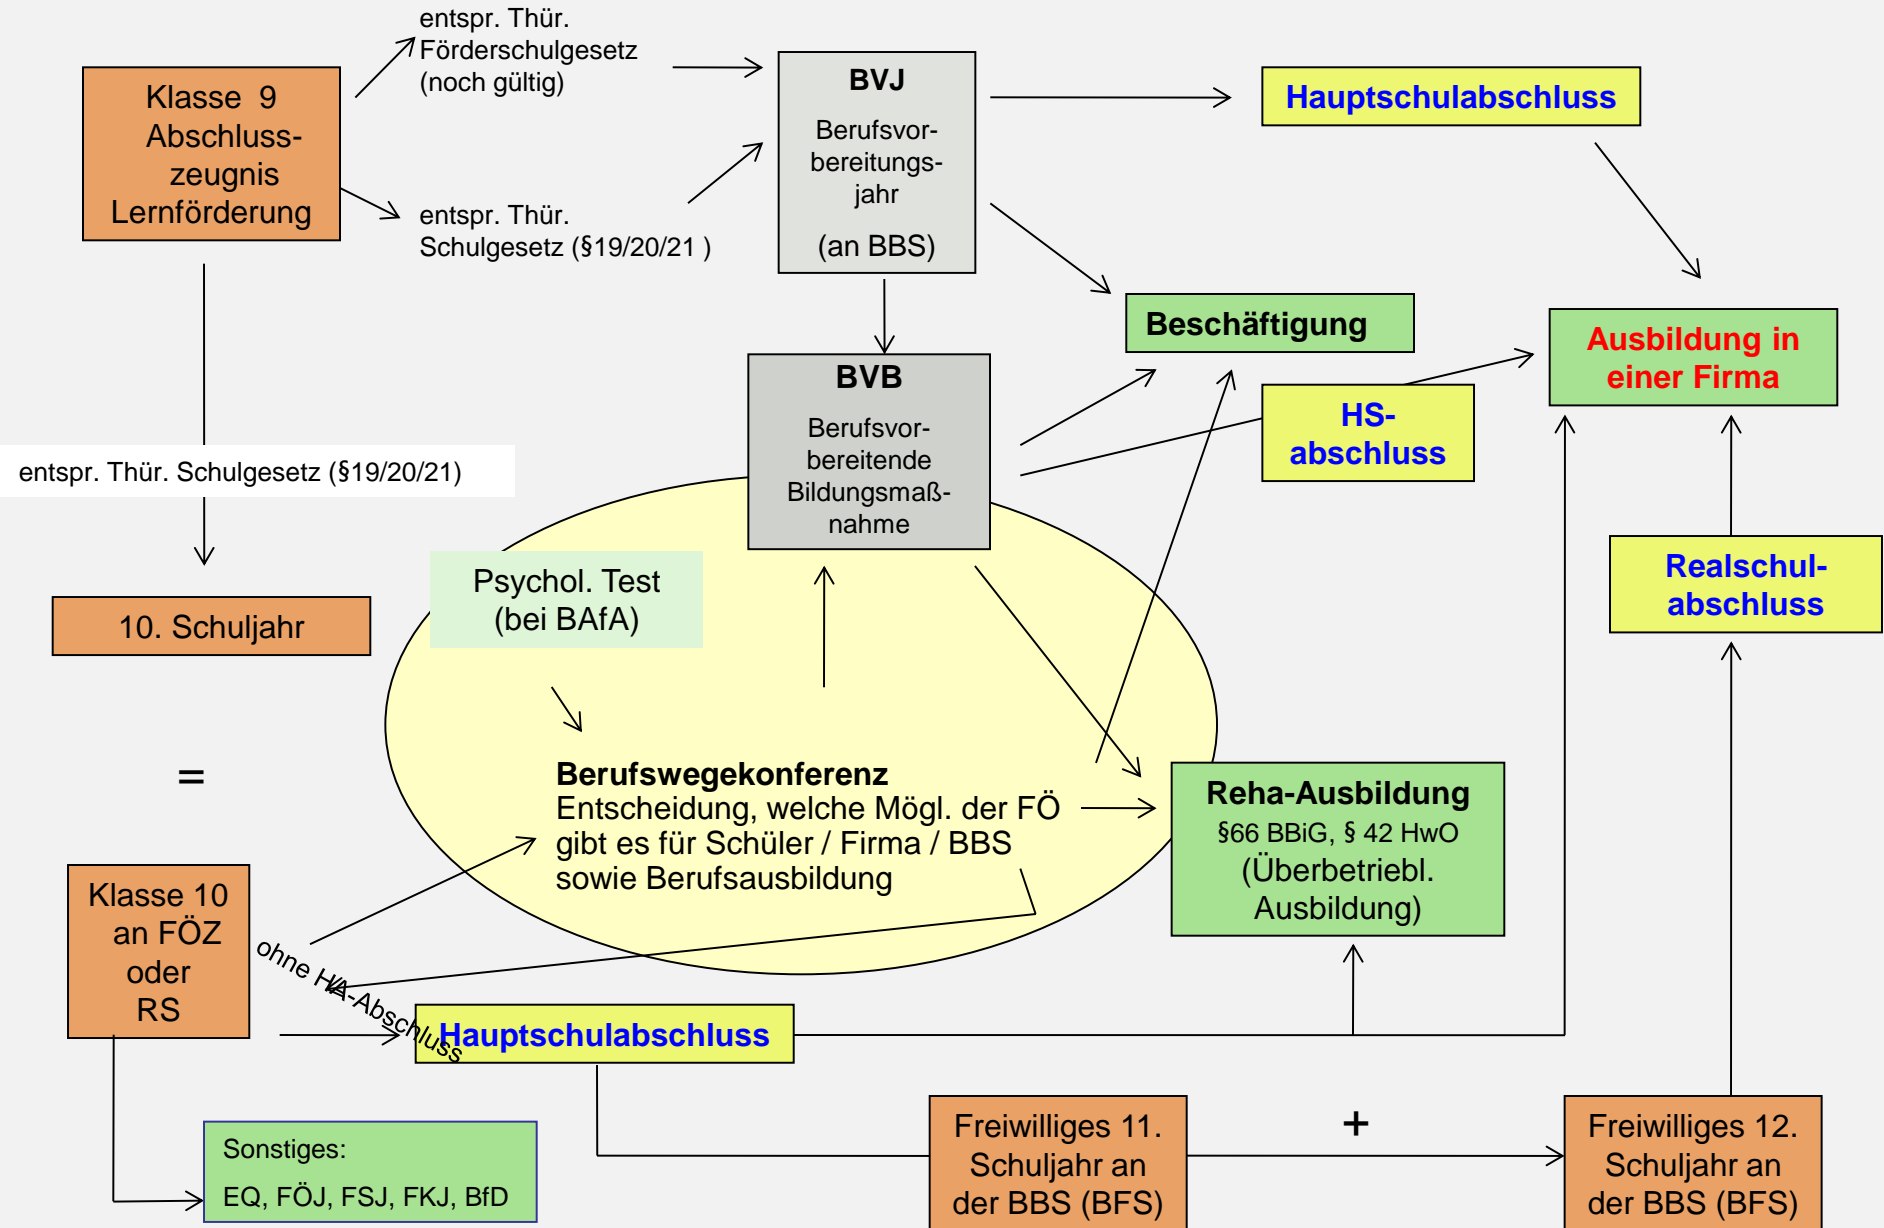 entspr. Thür.
Förderschulgesetz
(noch gültig)
Klasse 9
Abschluss-
zeugnis
Lernförderung
entspr. Thür.
Schulgesetz (§19/20/21 )
BVJ
Berufsvor-
bereitungs-
jahr
(an BBS)
Hauptschulabschluss
Beschäftigung
Ausbildung in
einer Firma
BVB
Berufsvor-
bereitende
Bildungsmaß-
nahme
HS-
abschluss
entspr. Thür. Schulgesetz (§19/20/21)
Psychol. Test
(bei BAfA)
Realschul-
abschluss
10. Schuljahr
=
Berufswegekonferenz
Entscheidung, welche Mögl. der FÖ
gibt es für Schüler / Firma / BBS
sowie Berufsausbildung
Reha-Ausbildung
§66 BBiG, § 42 HwO
(Überbetriebl.
Ausbildung)
Klasse 10
an FÖZ
oder
RS
ohne HA-Abschluss
Hauptschulabschluss
Sonstiges:
EQ, FÖJ, FSJ, FKJ, BfD
Freiwilliges 11.
Schuljahr an
der BBS (BFS)
+
Freiwilliges 12.
Schuljahr an
der BBS (BFS)